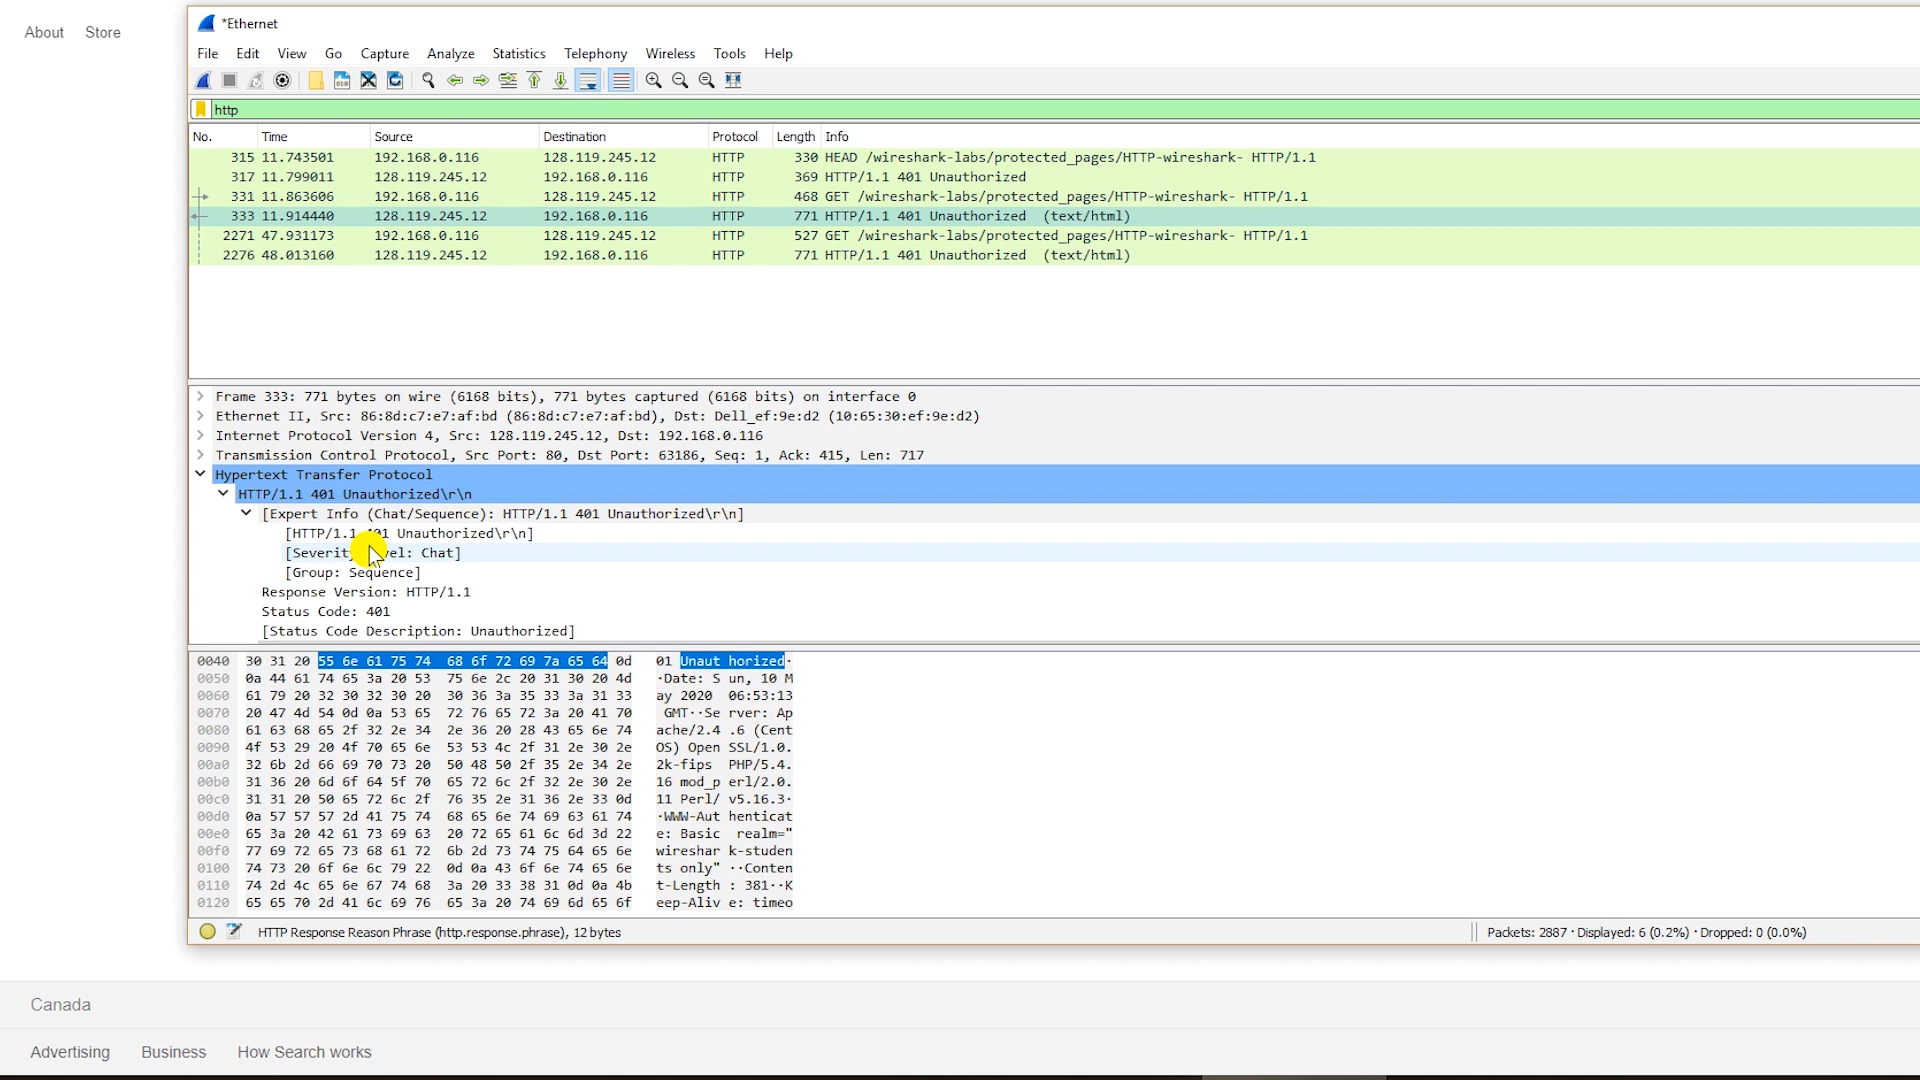 About Store
*Ethernet
File Edit View Go Capture Analyze Statistics Telephony Wireless Tools Help
http
No. Time Source Destination Protocol Length Info
315 11.743501 192.168.0.116 128.119.245.12 HTTP 330 HEAD /wireshark-labs/protected_pages/HTTP-wireshark- HTTP/1.1
317 11.799011 128.119.245.12 192.168.0.116 HTTP 369 HTTP/1.1 401 Unauthorized
331 11.863606 192.168.0.116 128.119.245.12 HTTP 468 GET /wireshark-labs/protected_pages/HTTP-wireshark- HTTP/1.1
333 11.914440 128.119.245.12 192.168.0.116 HTTP 771 HTTP/1.1 401 Unauthorized (text/html)
2271 47.931173 192.168.0.116 128.119.245.12 HTTP 527 GET /wireshark-labs/protected_pages/HTTP-wireshark- HTTP/1.1
2276 48.013160 128.119.245.12 192.168.0.116 HTTP 771 HTTP/1.1 401 Unauthorized (text/html)
Frame 333: 771 bytes on wire (6168 bits), 771 bytes captured (6168 bits) on interface 0
Ethernet II, Src: 86:8d:c7:e7:af:bd (86:8d:c7:e7:af:bd), Dst: Dell_ef:9e:d2 (10:65:30:ef:9e:d2)
Internet Protocol Version 4, Src: 128.119.245.12, Dst: 192.168.0.116
Transmission Control Protocol, Src Port: 80, Dst Port: 63186, Seq: 1, Ack: 415, Len: 717
Hypertext Transfer Protocol
HTTP/1.1 401 Unauthorized\r\n
[Expert Info (Chat/Sequence): HTTP/1.1 401 Unauthorized\r\n]
[HTTP/1.1 401 Unauthorized\r\n]
[Severity Level: Chat]
[Group: Sequence]
Response Version: HTTP/1.1
Status Code: 401
[Status Code Description: Unauthorized]
0040 30 31 20 55 6e 61 75 74 68 6f 72 69 7a 65 64 0d 01 Unaut horized·
0050 0a 44 61 74 65 3a 20 53 75 6e 2c 20 31 30 20 4d ·Date: S un, 10 M
0060 61 79 20 32 30 32 30 20 30 36 3a 35 33 3a 31 33 ay 2020 06:53:13
0070 20 47 4d 54 0d 0a 53 65 72 76 65 72 3a 20 41 70 GMT··Se rver: Ap
0080 61 63 68 65 2f 32 2e 34 2e 36 20 28 43 65 6e 74 ache/2.4 .6 (Cent
0090 4f 53 29 20 4f 70 65 6e 53 53 4c 2f 31 2e 30 2e OS) Open SSL/1.0.
00a0 32 6b 2d 66 69 70 73 20 50 48 50 2f 35 2e 34 2e 2k-fips PHP/5.4.
00b0 31 36 20 6d 6f 64 5f 70 65 72 6c 2f 32 2e 30 2e 16 mod_p erl/2.0.
00c0 31 31 20 50 65 72 6c 2f 76 35 2e 31 36 2e 33 0d 11 Perl/ v5.16.3·
00d0 0a 57 57 57 2d 41 75 74 68 65 6e 74 69 63 61 74 ·WWW-Aut henticat
00e0 65 3a 20 42 61 73 69 63 20 72 65 61 6c 6d 3d 22 e: Basic realm="
00f0 77 69 72 65 73 68 61 72 6b 2d 73 74 75 64 65 6e wireshar k-studen
0100 74 73 20 6f 6e 6c 79 22 0d 0a 43 6f 6e 74 65 6e ts only" ··Conten
0110 74 2d 4c 65 6e 67 74 68 3a 20 33 38 31 0d 0a 4b t-Length : 381··K
0120 65 65 70 2d 41 6c 69 76 65 3a 20 74 69 6d 65 6f eep-Aliv e: timeo
HTTP Response Reason Phrase (http.response.phrase), 12 bytes Packets: 2887 · Displayed: 6 (0.2%) · Dropped: 0 (0.0%)
Canada
Advertising Business How Search works